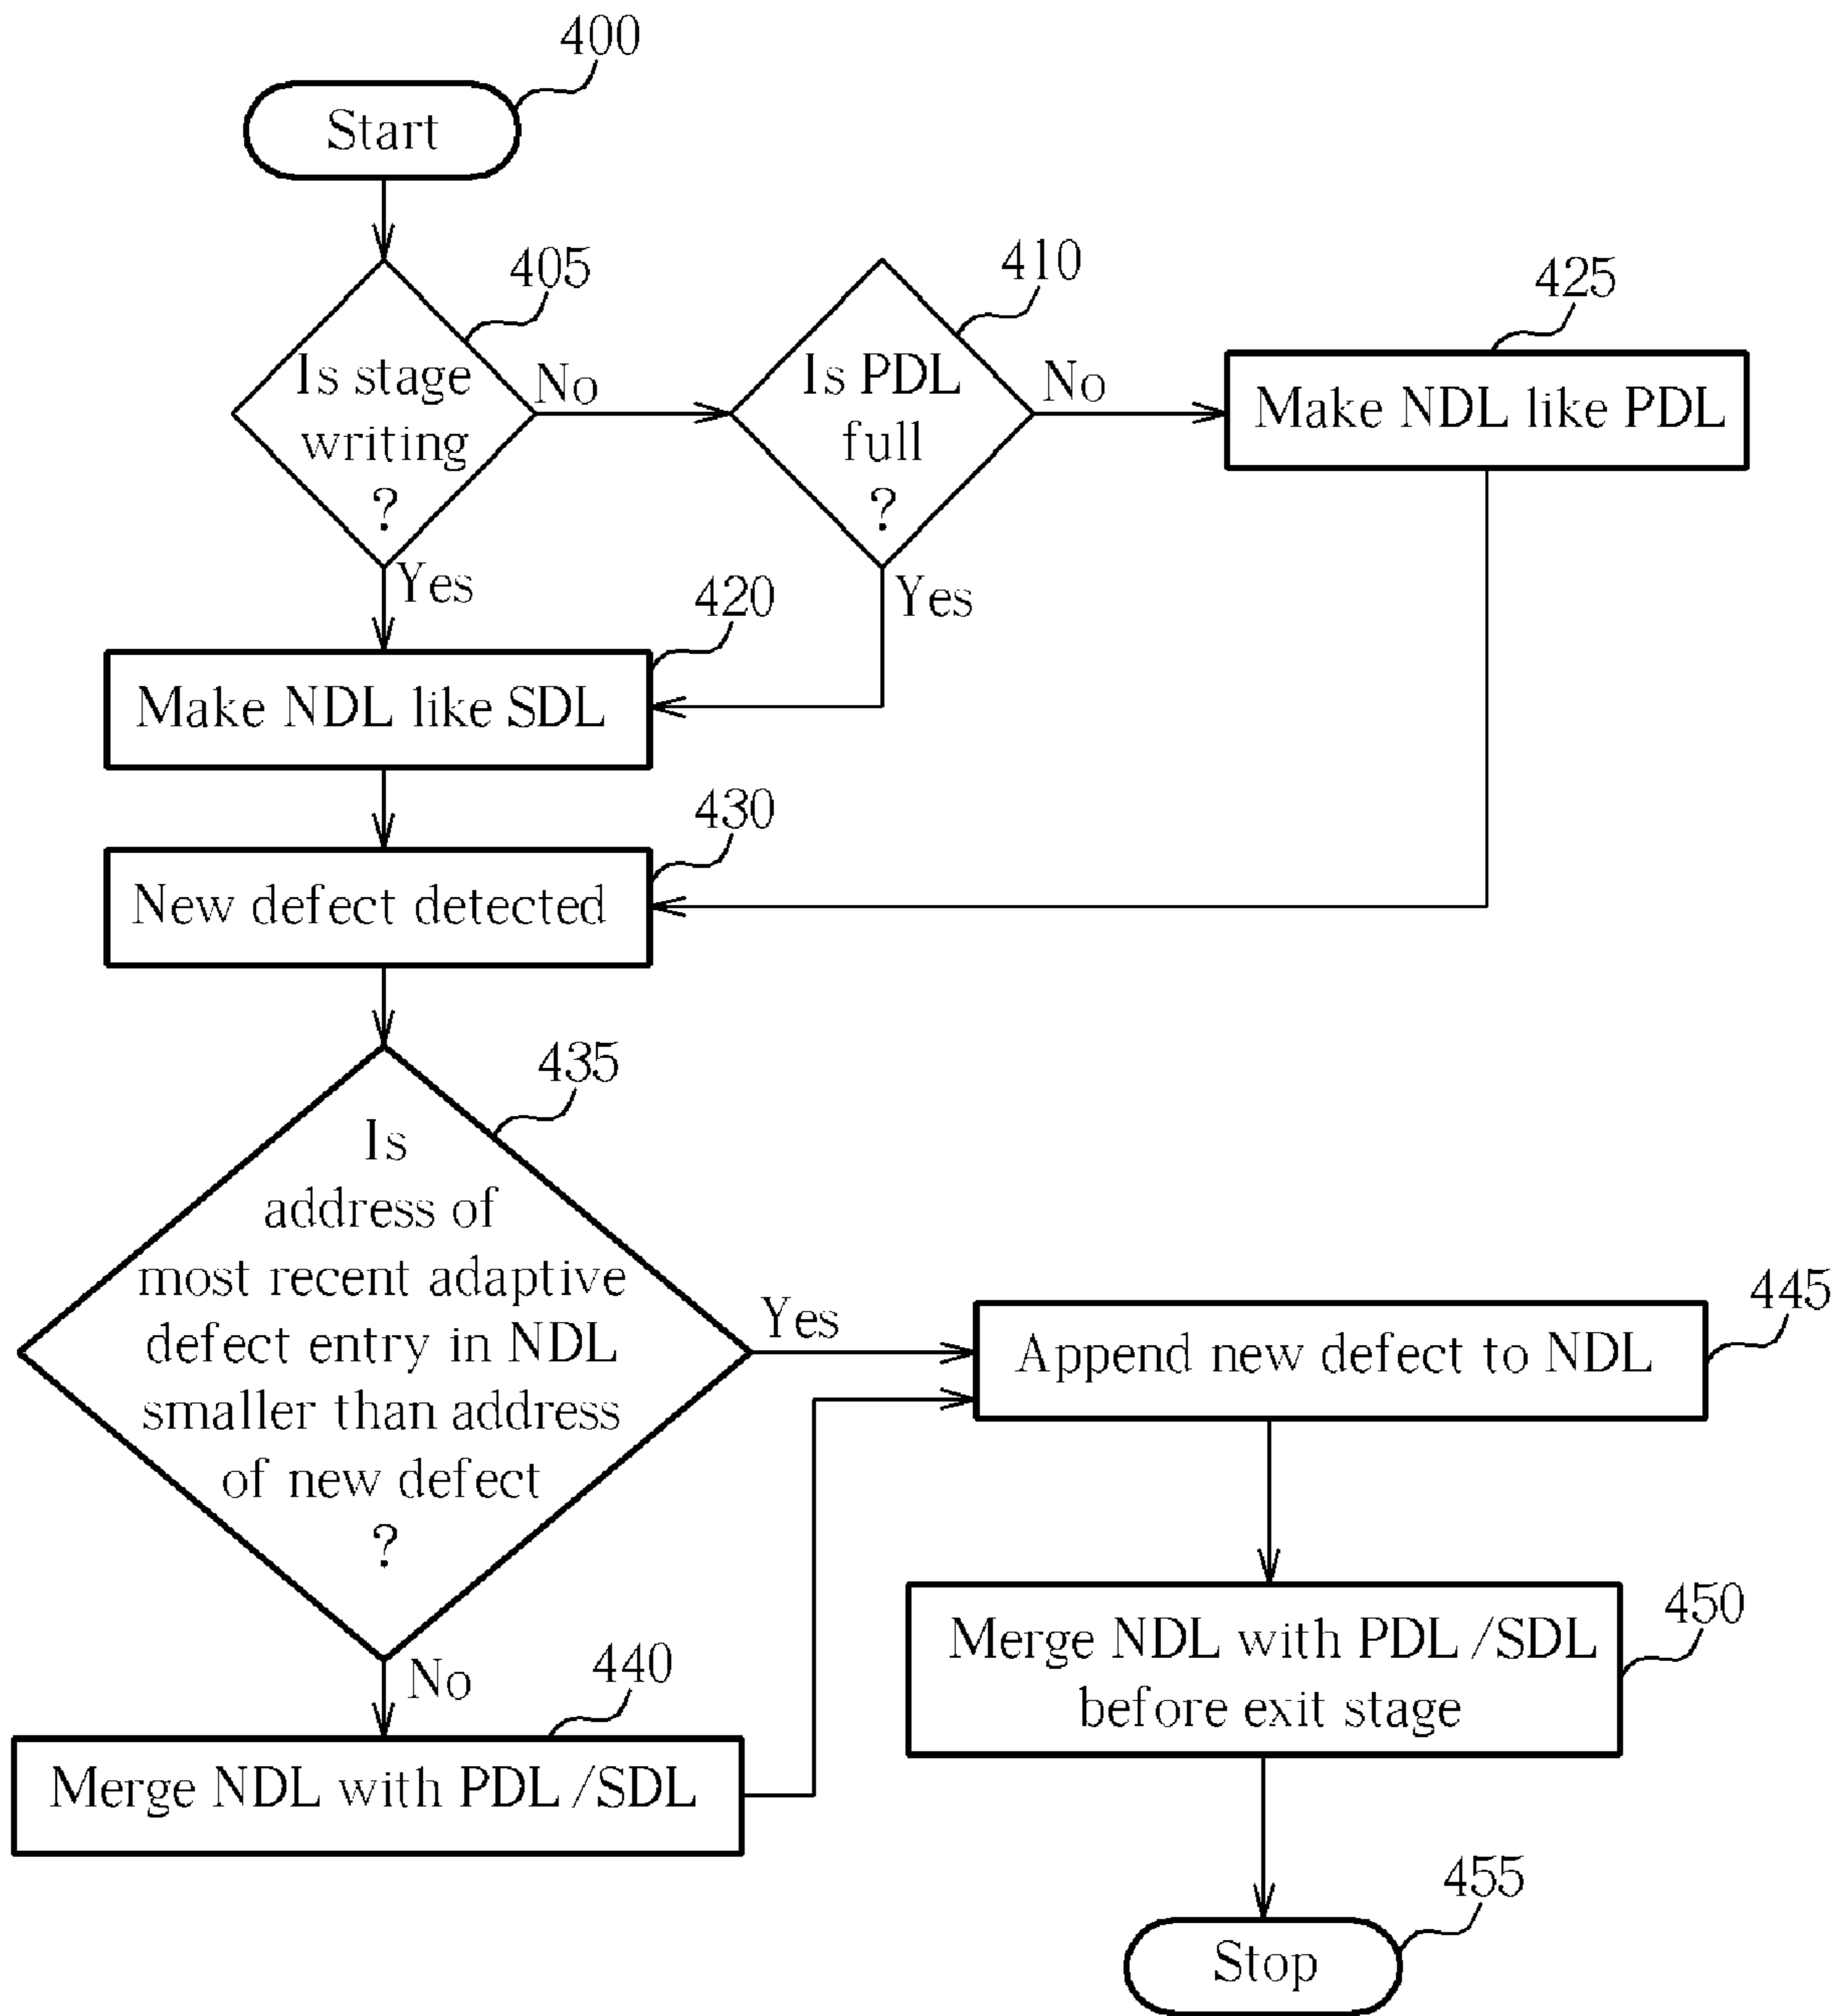 400
Start
405
Is stage
writing
?
No
Yes
410
Is PDL
full
?
No
Yes
425
Make NDL like PDL
420
Make NDL like SDL
430
New defect detected
435
Is
address of
most recent adaptive
defect entry in NDL
smaller than address
of new defect
?
Yes
No
445
Append new defect to NDL
440
Merge NDL with PDL/SDL
450
Merge NDL with PDL/SDL
before exit stage
455
Stop